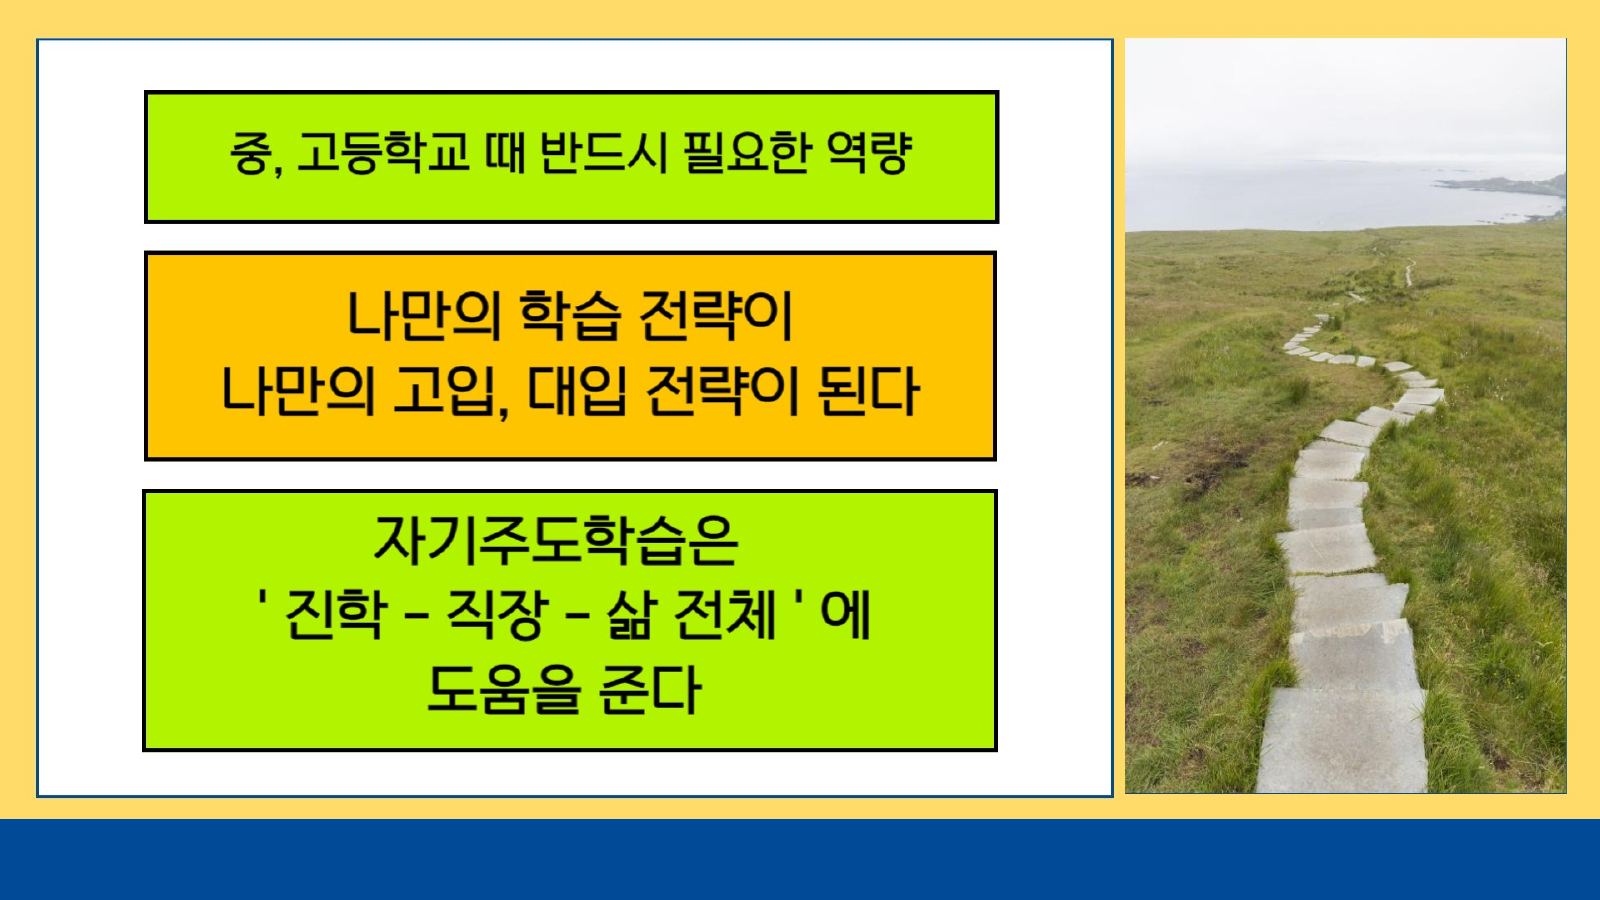 중, 고등학교 때 반드시 필요한 역량
나만의 학습 전략이
나만의 고입, 대입 전략이 된다
자기주도학습은
' 진학 – 직장 – 삶 전체 ' 에
도움을 준다